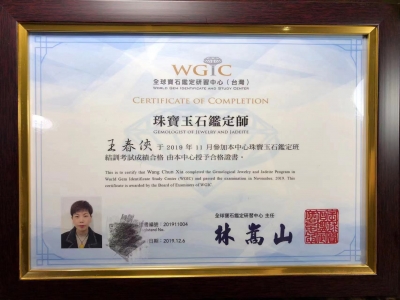 WGIC
全球寶石鑑定研習中心(台灣)
WORLD GEM IDENTIFICATE AND STUDY CENTER
CERTIFICATE OF COMPLETION
珠寶玉石鑑定師
GEMOLOGIST OF JEWELRY AND JADEITE
王春俠 于 2019 年 11 月參加本中心珠寶玉石鑑定班
結訓考試成績合格 由本中心授予合格證書。
This is to certify that Wang Chun Xia completed the Gemological Jewelry and Jadeite Program in
World Gem Identificate Study Center (WGIC) and passed the examination in November, 2019. This
certificate is awarded by the Board of Examiners of WGIC
證書編號: 201911004
日期: 2019.12.6
全球寶石鑑定研習中心 主任
林嵩山